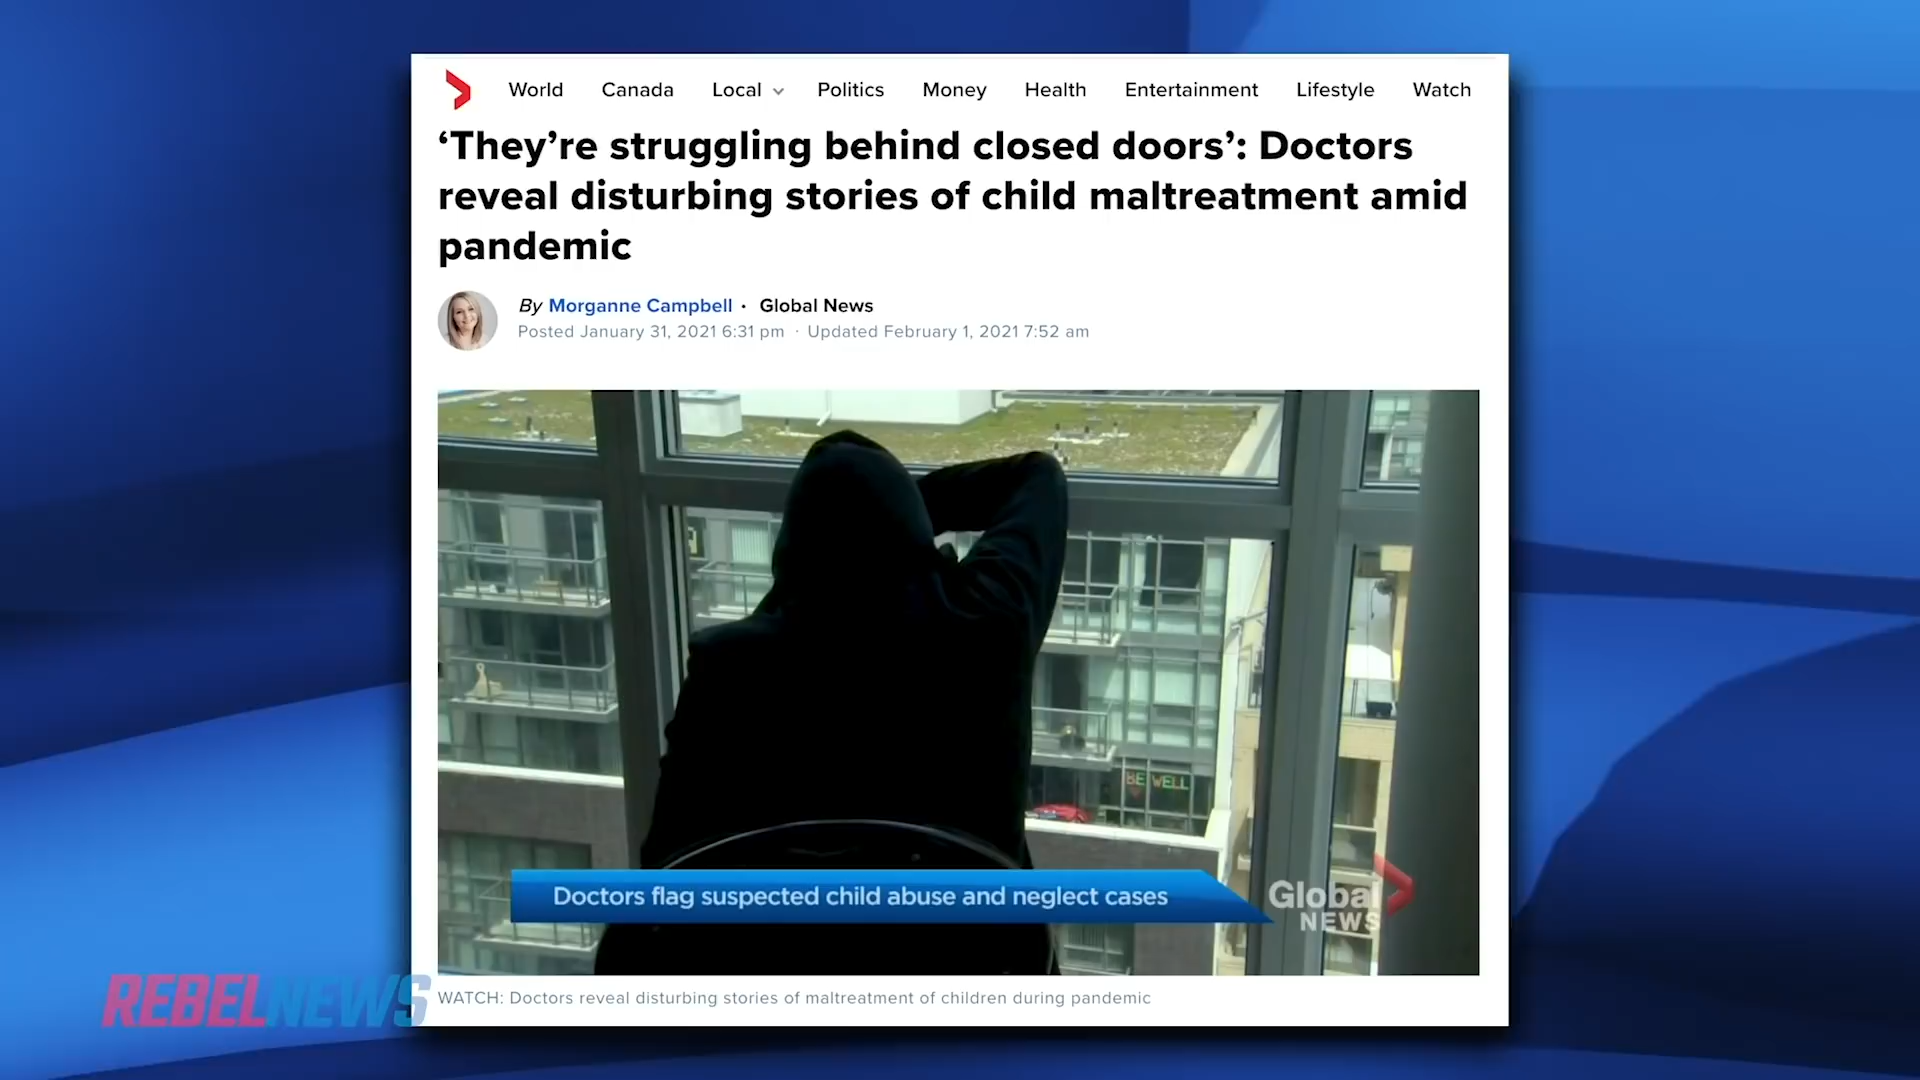 World Canada Local Politics Money Health Entertainment Lifestyle Watch
‘They’re struggling behind closed doors’: Doctors
reveal disturbing stories of child maltreatment amid
pandemic
By Morganne Campbell · Global News
Posted January 31, 2021 6:31 pm · Updated February 1, 2021 7:52 am
BE WELL
Doctors flag suspected child abuse and neglect cases
Global
NEWS
REBELNEWS
WATCH: Doctors reveal disturbing stories of maltreatment of children during pandemic